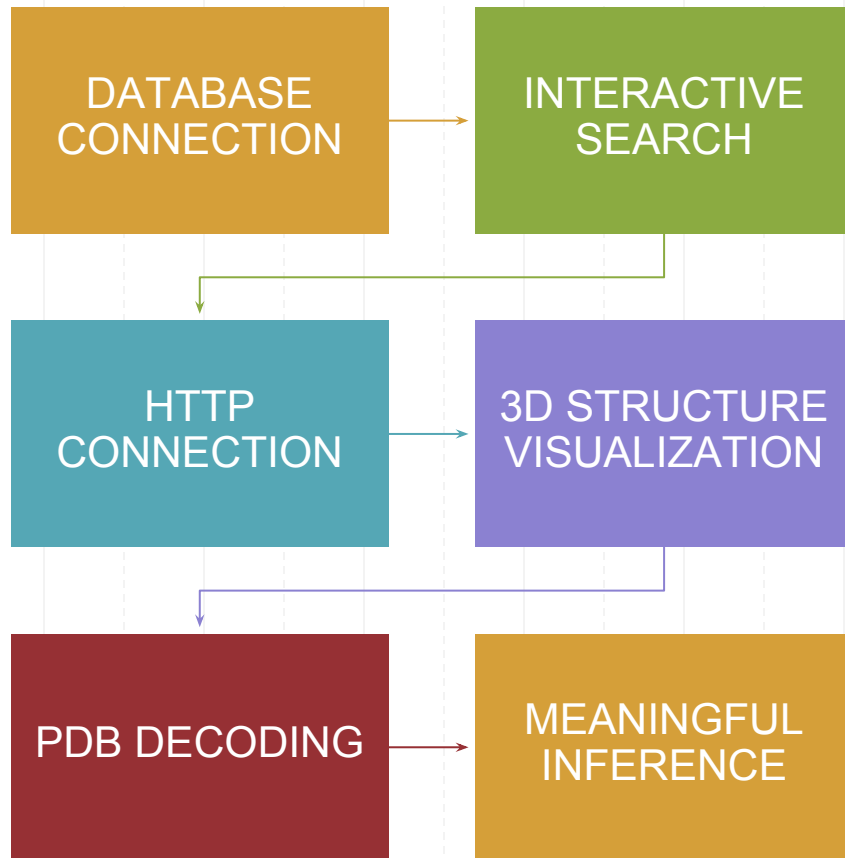 DATABASE
CONNECTION
INTERACTIVE
SEARCH
HTTP
CONNECTION
3D STRUCTURE
VISUALIZATION
PDB DECODING
MEANINGFUL
INFERENCE